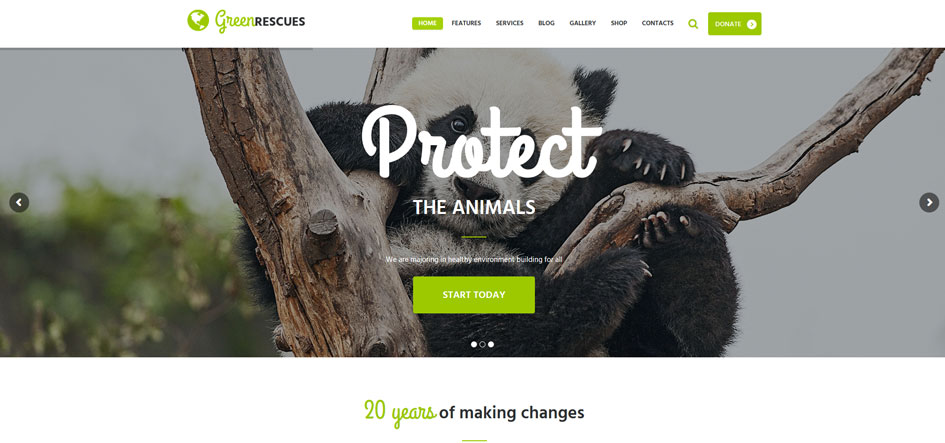 GreenRESCUES
HOME FEATURES SERVICES BLOG GALLERY SHOP CONTACTS DONATE
Protect
THE ANIMALS
We are majoring in healthy environment building for all
START TODAY
20 years of making changes